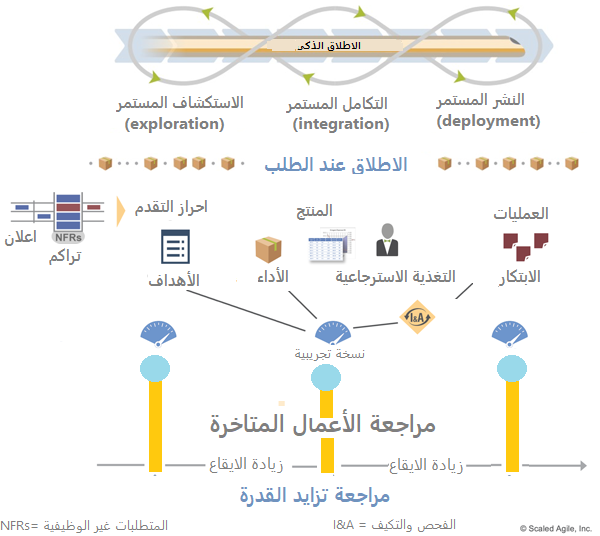 الاطلاق الذكي
الاستكشاف المستمر
(exploration)
التكامل المستمر
(integration)
النشر المستمر
(deployment)
الاطلاق عند الطلب
احراز التقدم
المنتج
العمليات
NFRs
اعلان
تراكم
الأهداف
الأداء
التغذية الاسترجاعية
الابتكار
I&A
نسخة تجريبية
مراجعة الأعمال المتاخرة
زيادة الايقاع
زيادة الايقاع
مراجعة تزايد القدرة
NFRs= المتطلبات غير الوظيفية
I&A = الفحص والتكيف
© Scaled Agile, Inc.